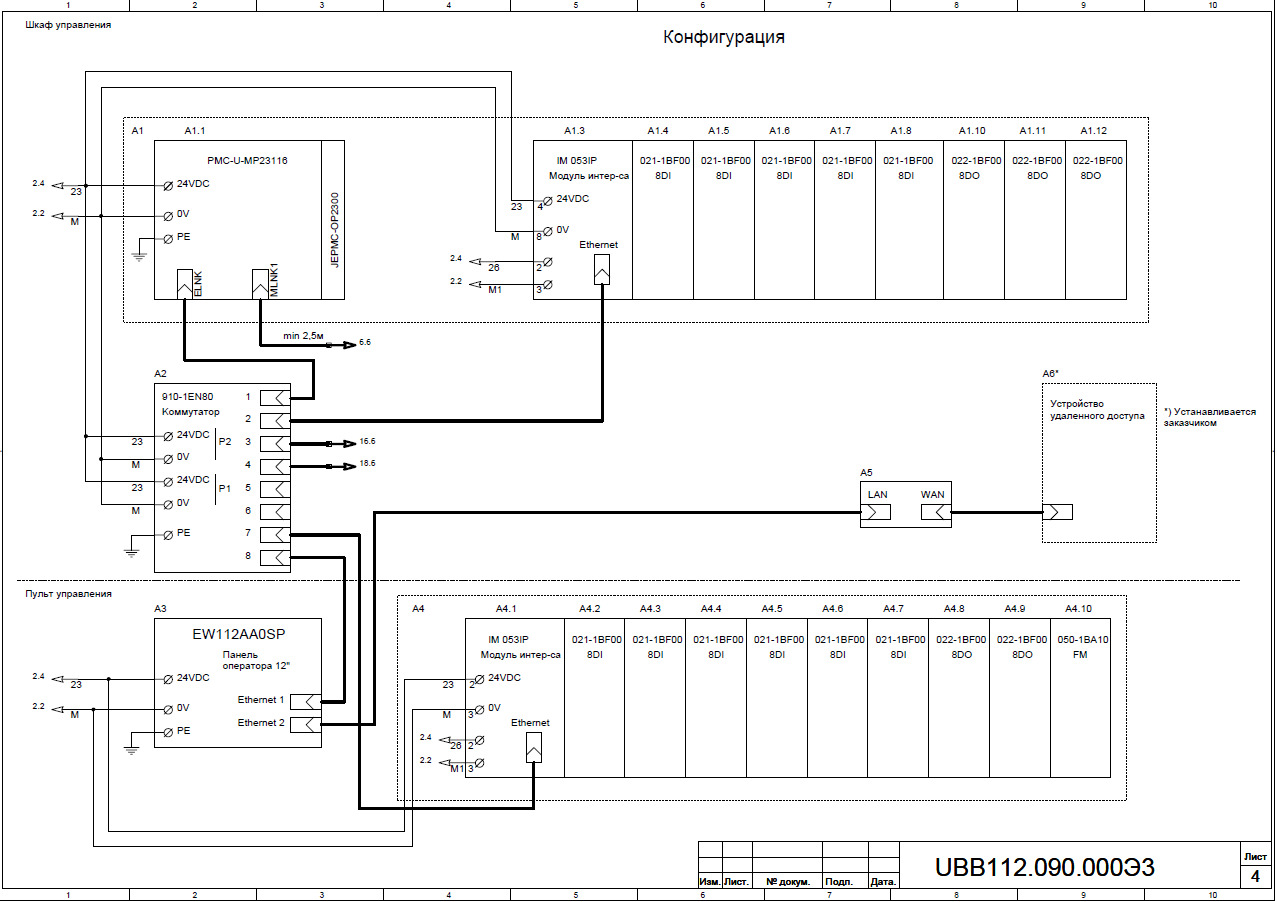 1 2 3 4 5 6 7 8 9 10
Шкаф управления
Конфигурация
A1 A1.1 A1.3 A1.4 A1.5 A1.6 A1.7 A1.8 A1.10 A1.11 A1.12
PMC-U-MP23116
JEPMC-OP2300
2.4 23 24VDC
2.2 M 0V
PE
ELNK
MLNK1
IM 053IP 021-1BF00 021-1BF00 021-1BF00 021-1BF00 021-1BF00 022-1BF00 022-1BF00 022-1BF00
Модуль интер-са 8DI 8DI 8DI 8DI 8DI 8DO 8DO 8DO
23 4 24VDC
M 8 0V
Ethernet
2.4 26 2
2.2 M1 3
min 2,5м
6.6
A2
910-1EN80
Коммутатор
23 24VDC
M 0V
P2
23 24VDC
M 0V
P1
PE
1
2
3 16.6
4 18.6
5
6
7
8
A5
LAN WAN
A6*
Устройство
удаленного доступа
*) Устанавливается
заказчиком
Пульт управления
A3
EW112AA0SP
Панель
оператора 12"
2.4 23 24VDC
2.2 M 0V
PE
Ethernet 1
Ethernet 2
A4 A4.1 A4.2 A4.3 A4.4 A4.5 A4.6 A4.7 A4.8 A4.9 A4.10
IM 053IP 021-1BF00 021-1BF00 021-1BF00 021-1BF00 021-1BF00 021-1BF00 022-1BF00 022-1BF00 050-1BA10
Модуль интер-са 8DI 8DI 8DI 8DI 8DI 8DI 8DO 8DO FM
23 2 24VDC
M 3 0V
Ethernet
2.4 26 2
2.2 M1 3
Изм. Лист. № докум. Подп. Дата.
UBB112.090.000ЭЗ
Лист
4
1 2 3 4 5 6 7 8 9 10